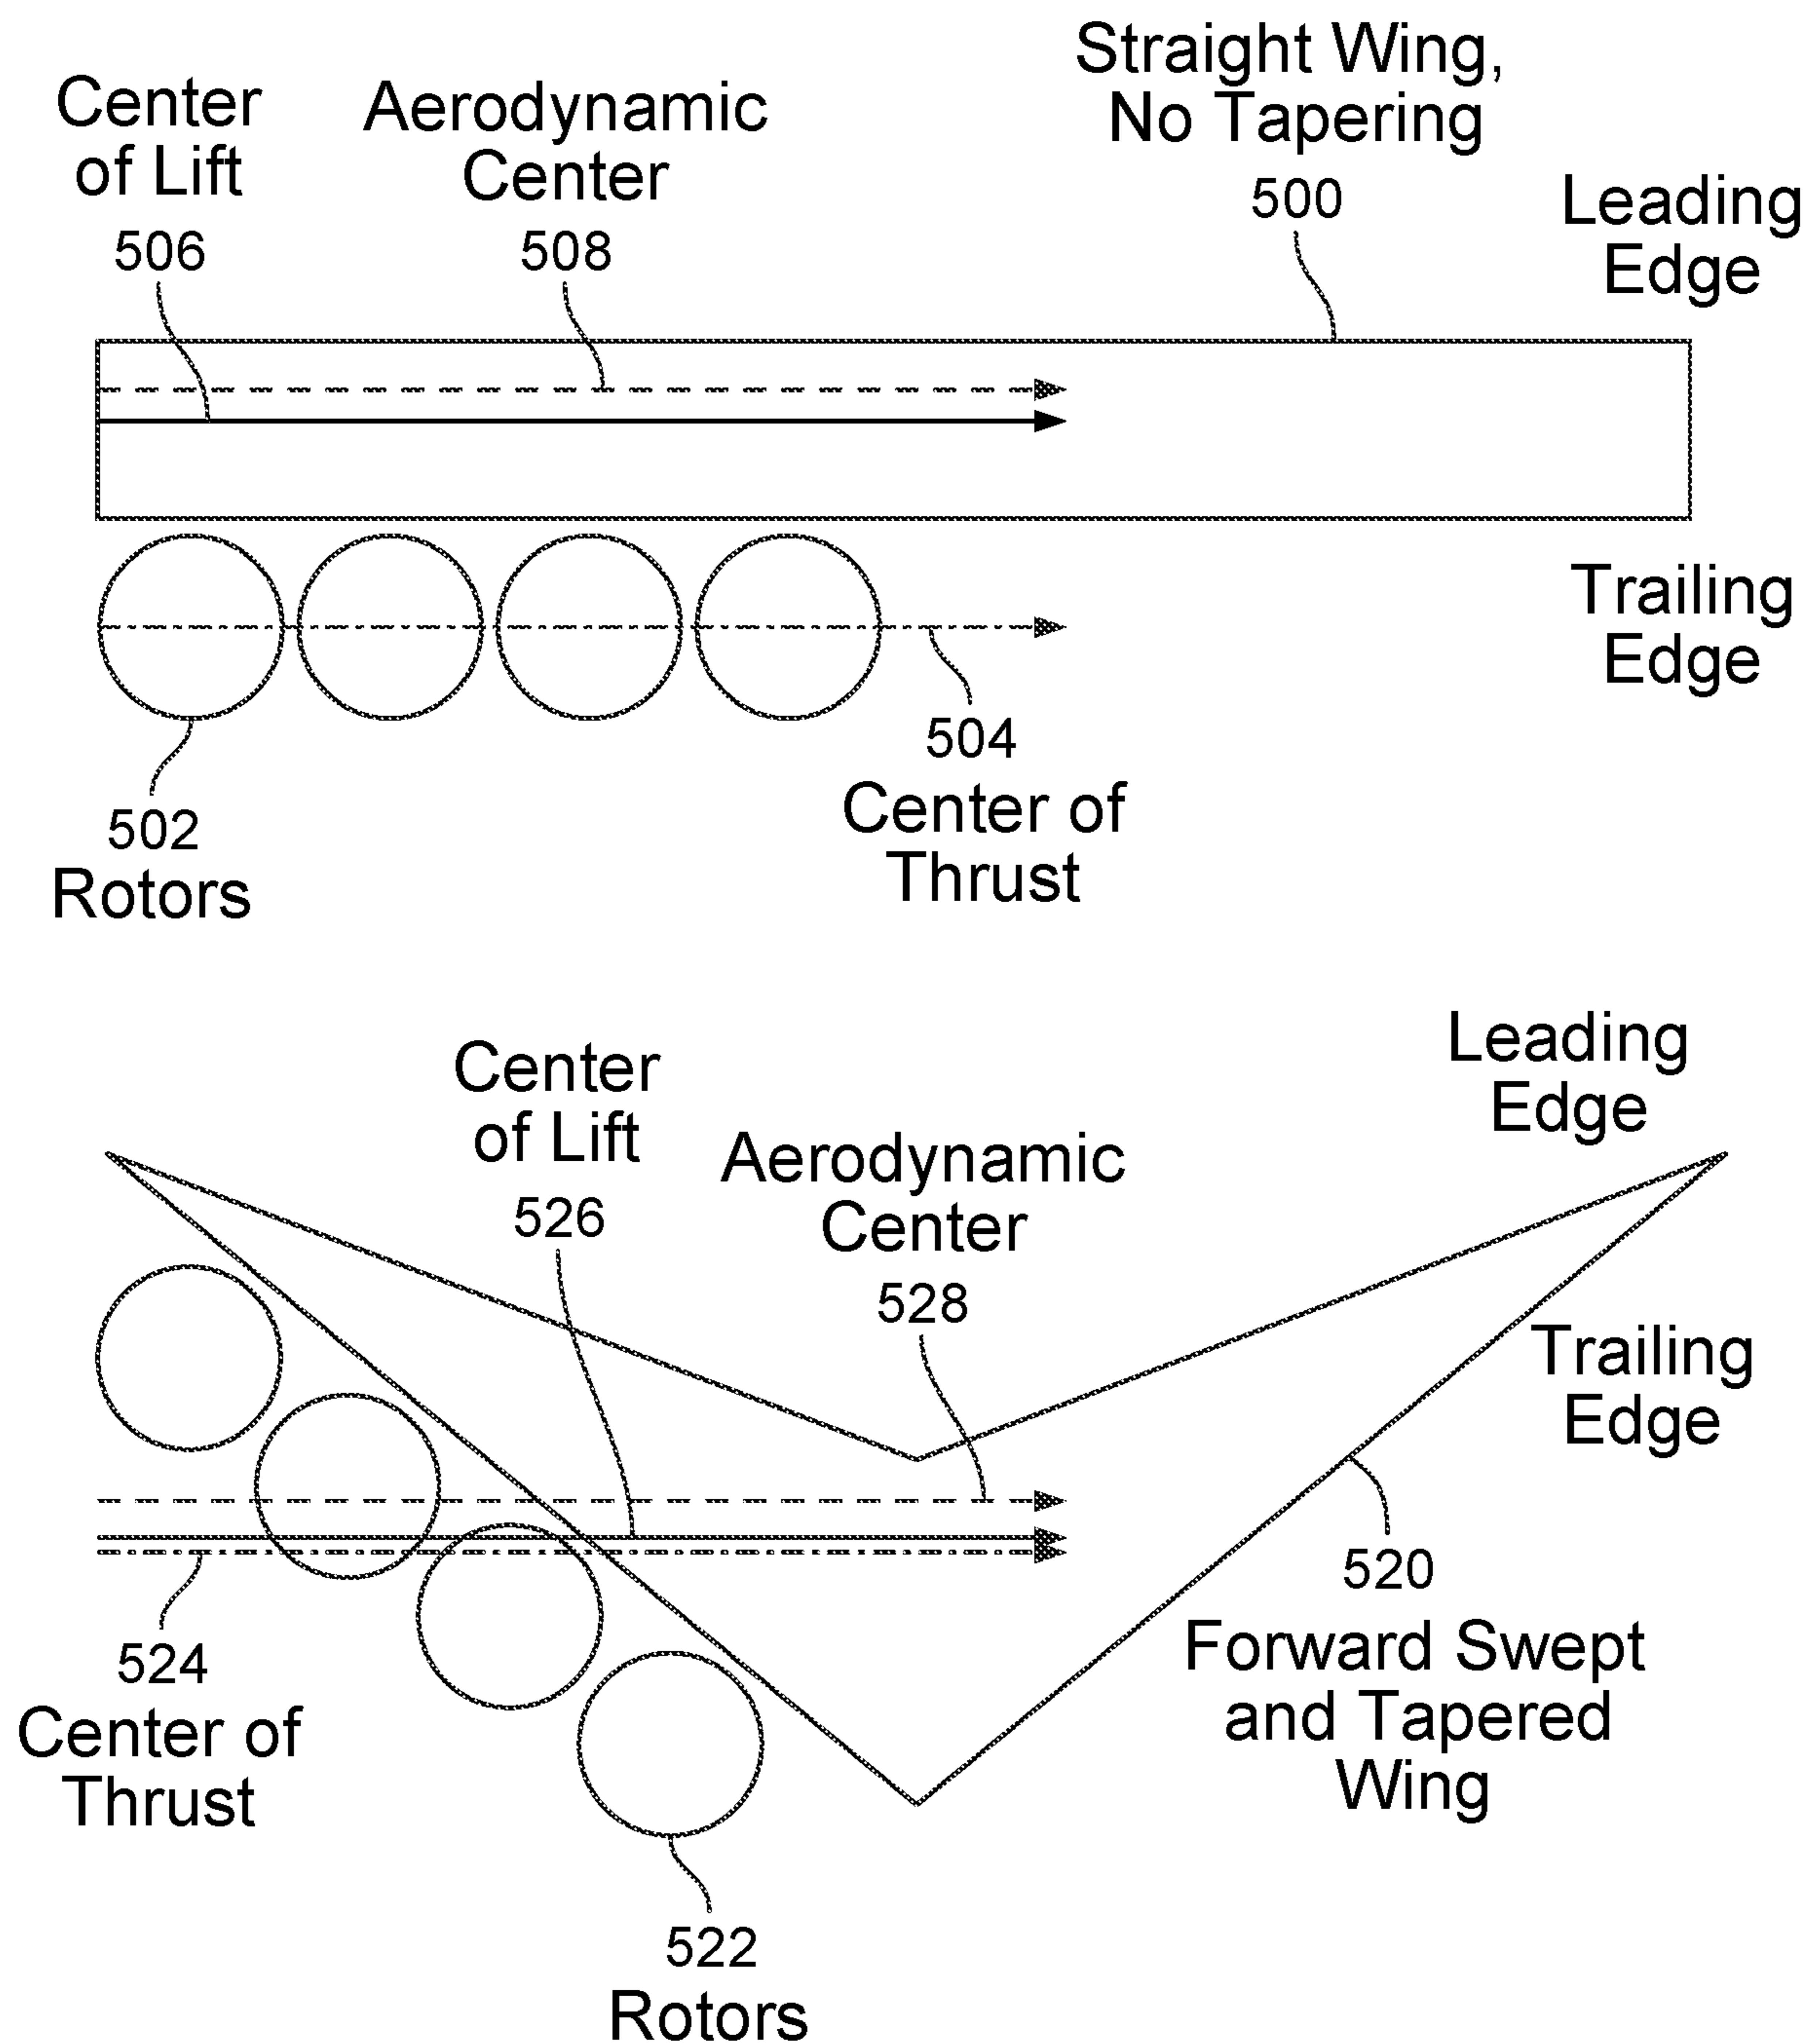 Straight Wing,
No Tapering
500
Center
of Lift
506
Aerodynamic
Center
508
Leading
Edge
Trailing
Edge
504
Center of
Thrust
502
Rotors
Leading
Edge
Center
of Lift
526
Aerodynamic
Center
528
Trailing
Edge
520
Forward Swept
and Tapered
Wing
524
Center of
Thrust
522
Rotors